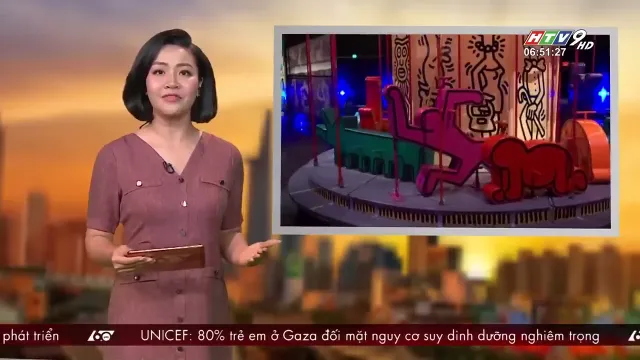 HTV9 HD
06:51:27
phát triển 60 UNICEF: 80% trẻ em ở Gaza đối mặt nguy cơ suy dinh dưỡng nghiêm trọng